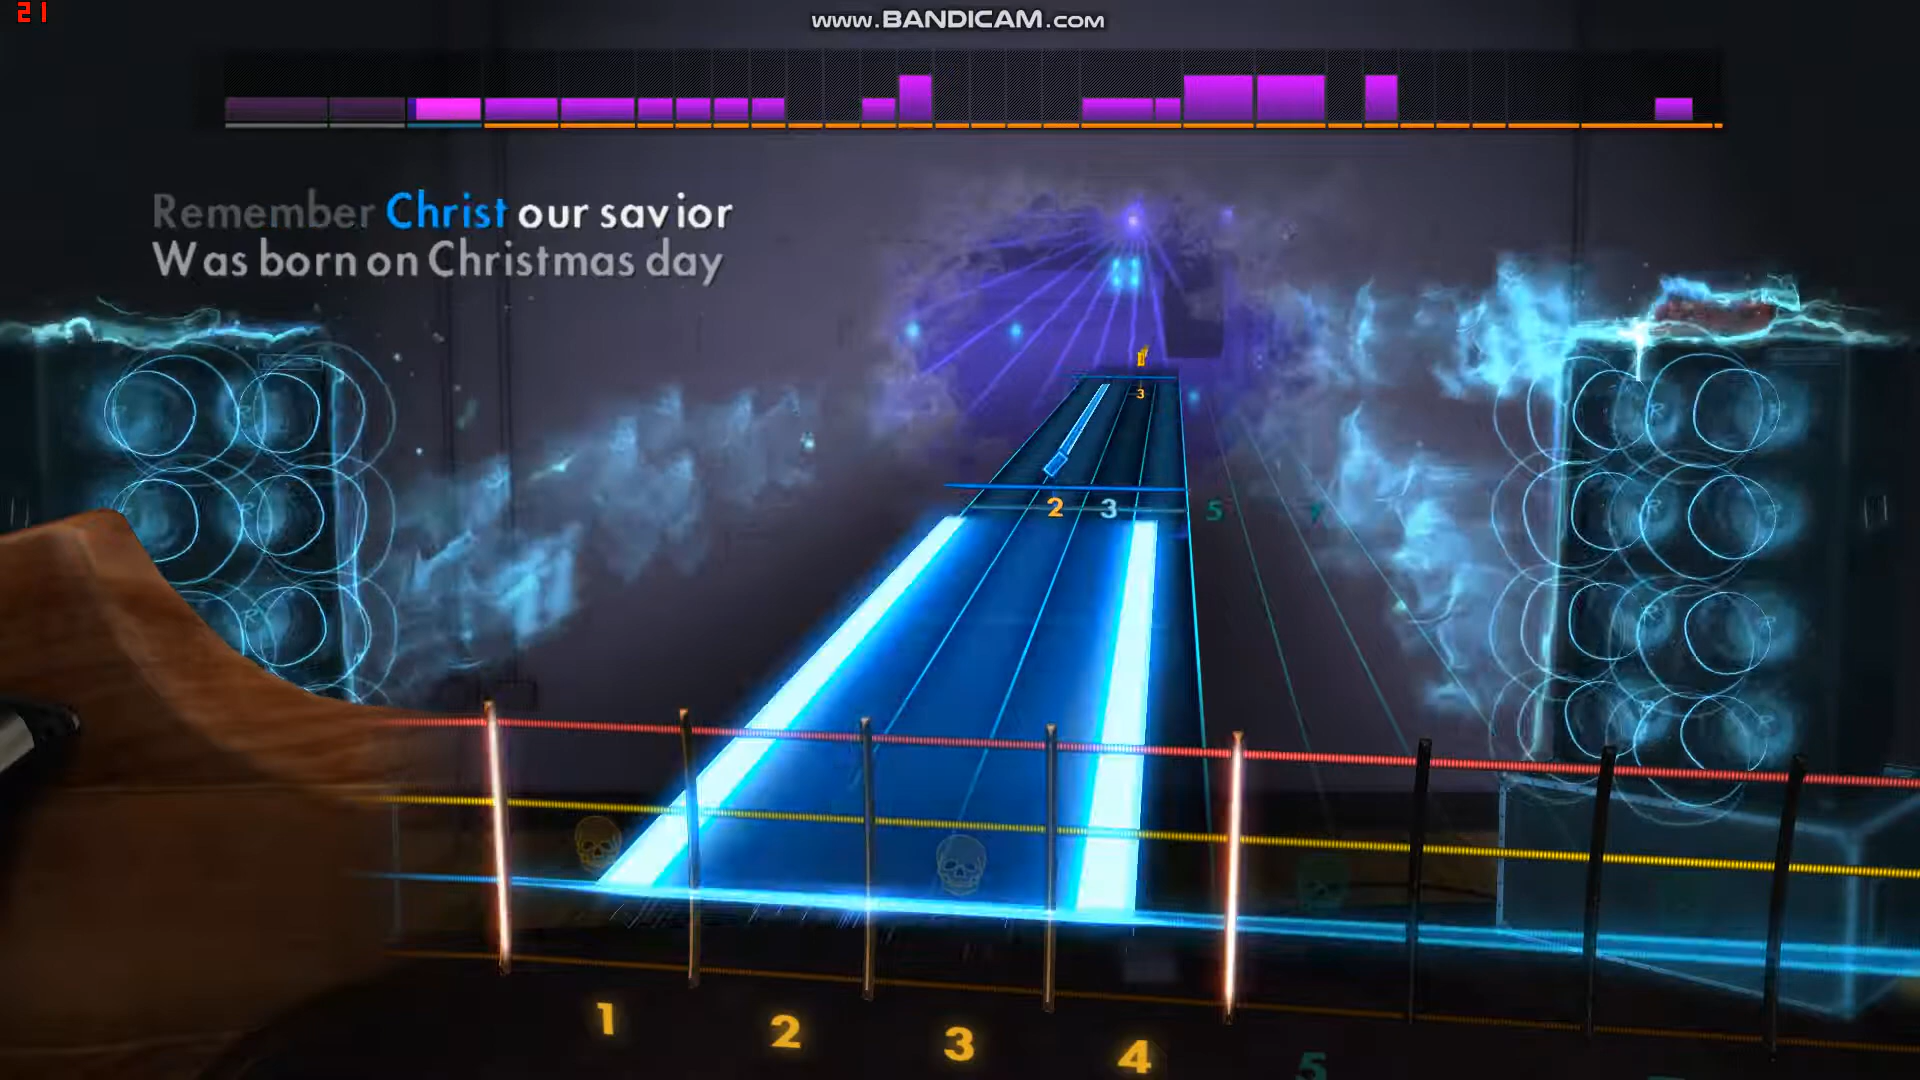 21
www.BANDICAM.com
Remember Christ our savior
Was born on Christmas day
3
2 3 5 7
1 2 3 4 5